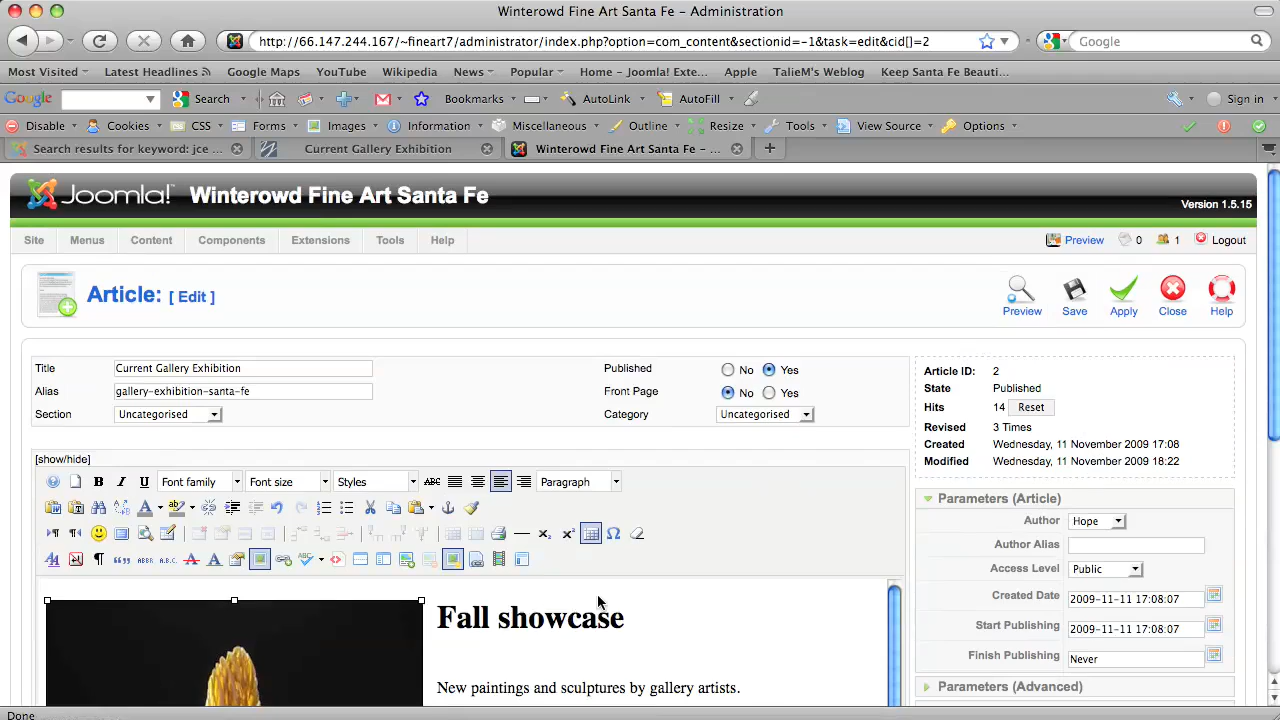 Winterowd Fine Art Santa Fe – Administration
http://66.147.244.167/~fineart7/administrator/index.php?option=com_content&sectionid=-1&task=edit&cid[]=2
Google
Most Visited Latest Headlines Google Maps YouTube Wikipedia News Popular Home – Joomla! Exte... Apple TalieM's Weblog Keep Santa Fe Beauti...
Google Search Bookmarks AutoLink AutoFill Sign in
Disable Cookies CSS Forms Images Information Miscellaneous Outline Resize Tools View Source Options
Search results for keyword: jce ... Current Gallery Exhibition Winterowd Fine Art Santa Fe – ...
Joomla! Winterowd Fine Art Santa Fe
Version 1.5.15
Site Menus Content Components Extensions Tools Help Preview 0 1 Logout
Article: [ Edit ]
Preview Save Apply Close Help
Title Current Gallery Exhibition Published No Yes
Alias gallery-exhibition-santa-fe Front Page No Yes
Section Uncategorised Category Uncategorised
Article ID: 2
State Published
Hits 14 Reset
Revised 3 Times
Created Wednesday, 11 November 2009 17:08
Modified Wednesday, 11 November 2009 18:22
[show/hide]
B I U Font family Font size Styles ABC Paragraph
Fall showcase
New paintings and sculptures by gallery artists.
Parameters (Article)
Author Hope
Author Alias
Access Level Public
Created Date 2009-11-11 17:08:07
Start Publishing 2009-11-11 17:08:07
Finish Publishing Never
Parameters (Advanced)
Done